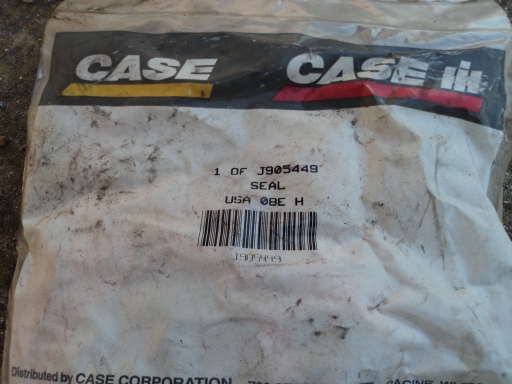 CASE CASE IH
1 OF J905449
SEAL
USA 08E H
J905449
Distributed by CASE CORPORATION